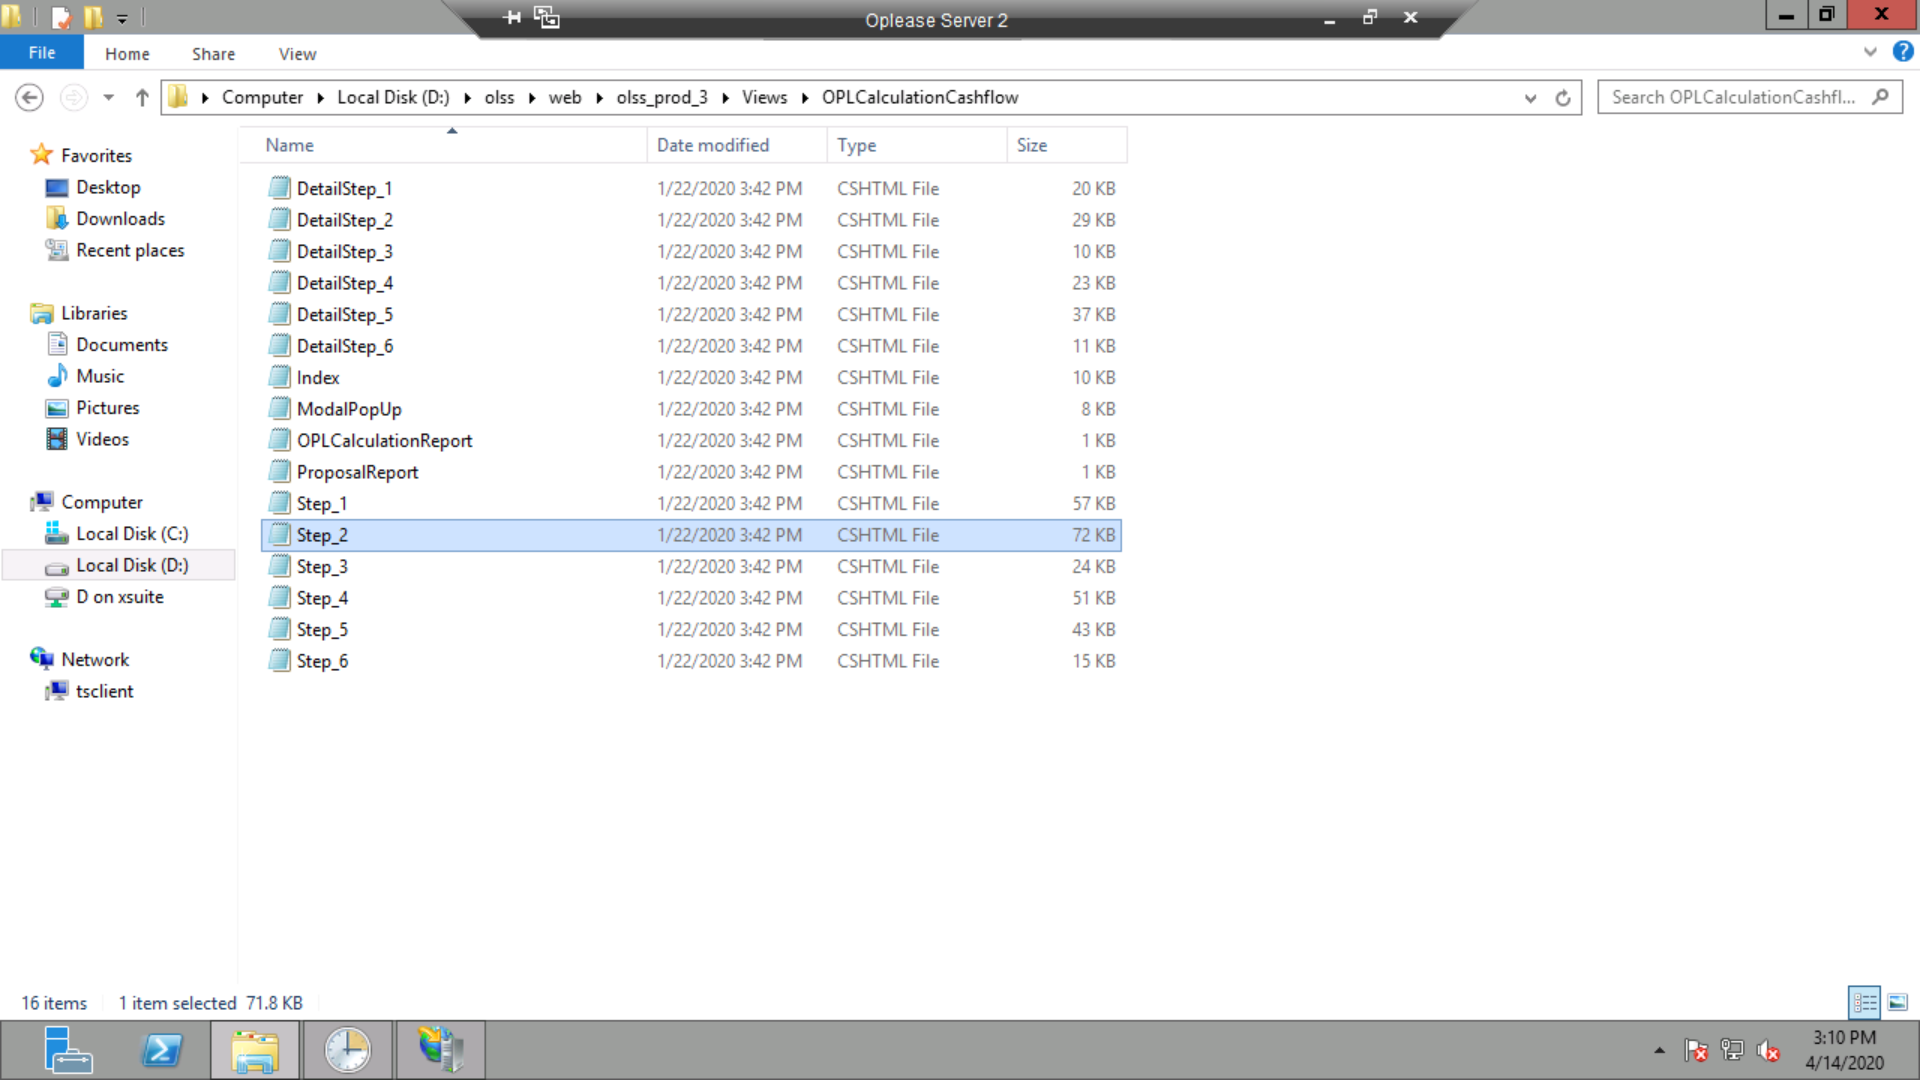 Oplease Server 2
File Home Share View
Computer Local Disk (D:) olss web olss_prod_3 Views OPLCalculationCashflow
Search OPLCalculationCashfl...
Favorites
Desktop
Downloads
Recent places
Libraries
Documents
Music
Pictures
Videos
Computer
Local Disk (C:)
Local Disk (D:)
D on xsuite
Network
tsclient
Name Date modified Type Size
DetailStep_1 1/22/2020 3:42 PM CSHTML File 20 KB
DetailStep_2 1/22/2020 3:42 PM CSHTML File 29 KB
DetailStep_3 1/22/2020 3:42 PM CSHTML File 10 KB
DetailStep_4 1/22/2020 3:42 PM CSHTML File 23 KB
DetailStep_5 1/22/2020 3:42 PM CSHTML File 37 KB
DetailStep_6 1/22/2020 3:42 PM CSHTML File 11 KB
Index 1/22/2020 3:42 PM CSHTML File 10 KB
ModalPopUp 1/22/2020 3:42 PM CSHTML File 8 KB
OPLCalculationReport 1/22/2020 3:42 PM CSHTML File 1 KB
ProposalReport 1/22/2020 3:42 PM CSHTML File 1 KB
Step_1 1/22/2020 3:42 PM CSHTML File 57 KB
Step_2 1/22/2020 3:42 PM CSHTML File 72 KB
Step_3 1/22/2020 3:42 PM CSHTML File 24 KB
Step_4 1/22/2020 3:42 PM CSHTML File 51 KB
Step_5 1/22/2020 3:42 PM CSHTML File 43 KB
Step_6 1/22/2020 3:42 PM CSHTML File 15 KB
16 items 1 item selected 71.8 KB
3:10 PM
4/14/2020